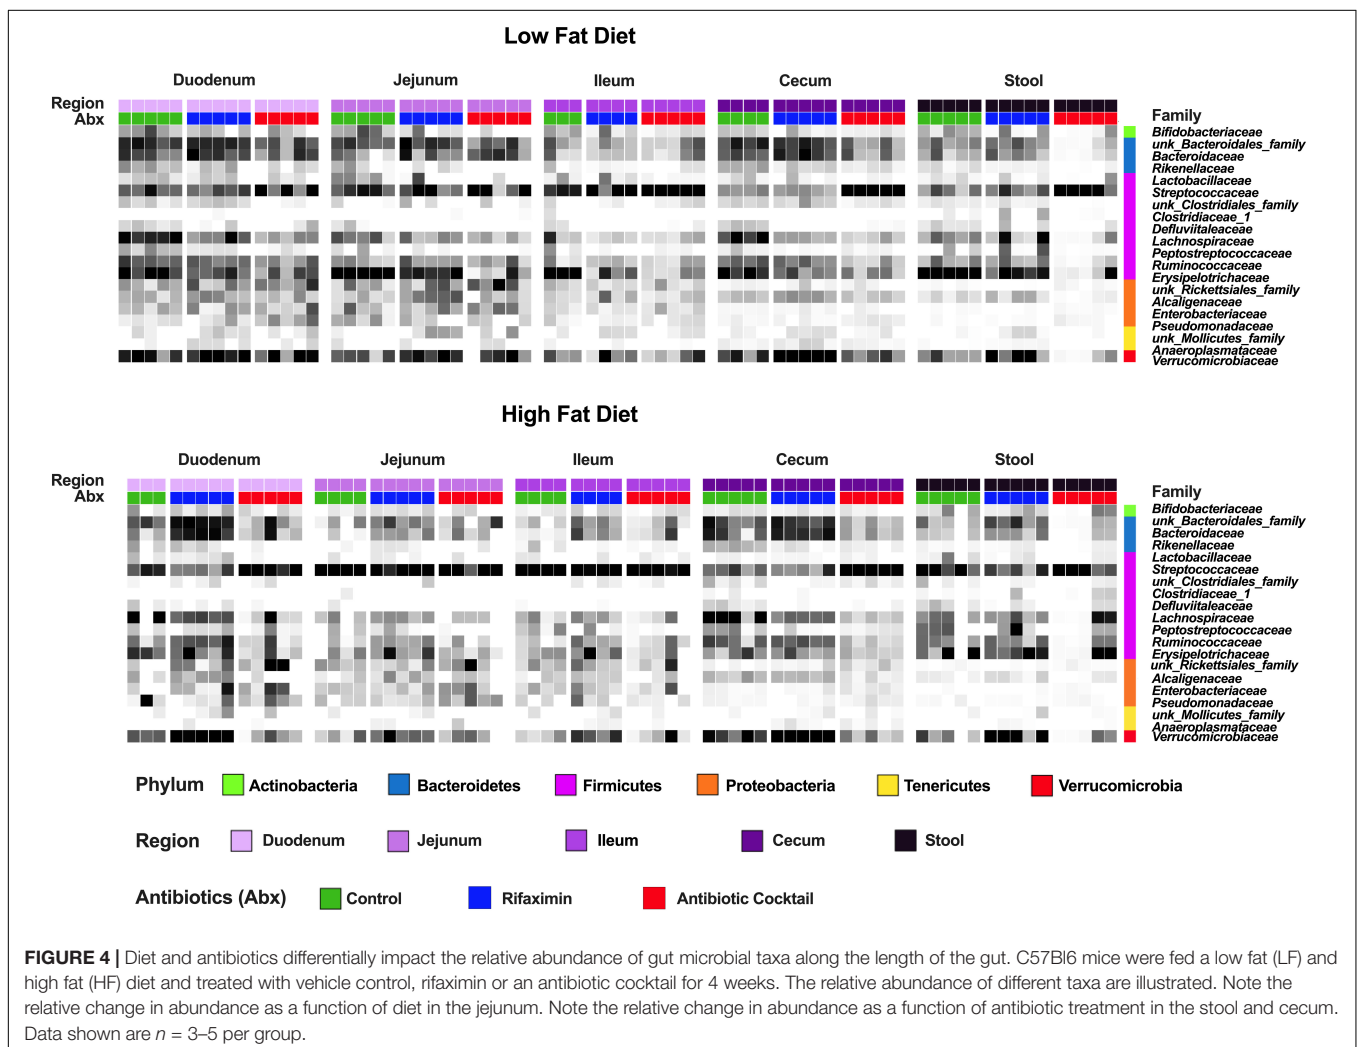 Low Fat Diet
Duodenum Jejunum Ileum Cecum Stool
Region
Abx
Family
Bifidobacteriaceae
unk_Bacteroidales_family
Bacteroidaceae
Rikenellaceae
Lactobacillaceae
Streptococcaceae
unk_Clostridiales_family
Clostridiaceae_1
Defluviitaleaceae
Lachnospiraceae
Peptostreptococcaceae
Ruminococcaceae
Erysipelotrichaceae
unk_Rickettsiales_family
Alcaligenaceae
Enterobacteriaceae
Pseudomonadaceae
unk_Mollicutes_family
Anaeroplasmataceae
Verrucomicrobiaceae
High Fat Diet
Duodenum Jejunum Ileum Cecum Stool
Region
Abx
Family
Bifidobacteriaceae
unk_Bacteroidales_family
Bacteroidaceae
Rikenellaceae
Lactobacillaceae
Streptococcaceae
unk_Clostridiales_family
Clostridiaceae_1
Defluviitaleaceae
Lachnospiraceae
Peptostreptococcaceae
Ruminococcaceae
Erysipelotrichaceae
unk_Rickettsiales_family
Alcaligenaceae
Enterobacteriaceae
Pseudomonadaceae
unk_Mollicutes_family
Anaeroplasmataceae
Verrucomicrobiaceae
Phylum Actinobacteria Bacteroidetes Firmicutes Proteobacteria Tenericutes Verrucomicrobia
Region Duodenum Jejunum Ileum Cecum Stool
Antibiotics (Abx) Control Rifaximin Antibiotic Cocktail
FIGURE 4 | Diet and antibiotics differentially impact the relative abundance of gut microbial taxa along the length of the gut. C57Bl6 mice were fed a low fat (LF) and
high fat (HF) diet and treated with vehicle control, rifaximin or an antibiotic cocktail for 4 weeks. The relative abundance of different taxa are illustrated. Note the
relative change in abundance as a function of diet in the jejunum. Note the relative change in abundance as a function of antibiotic treatment in the stool and cecum.
Data shown are n = 3–5 per group.